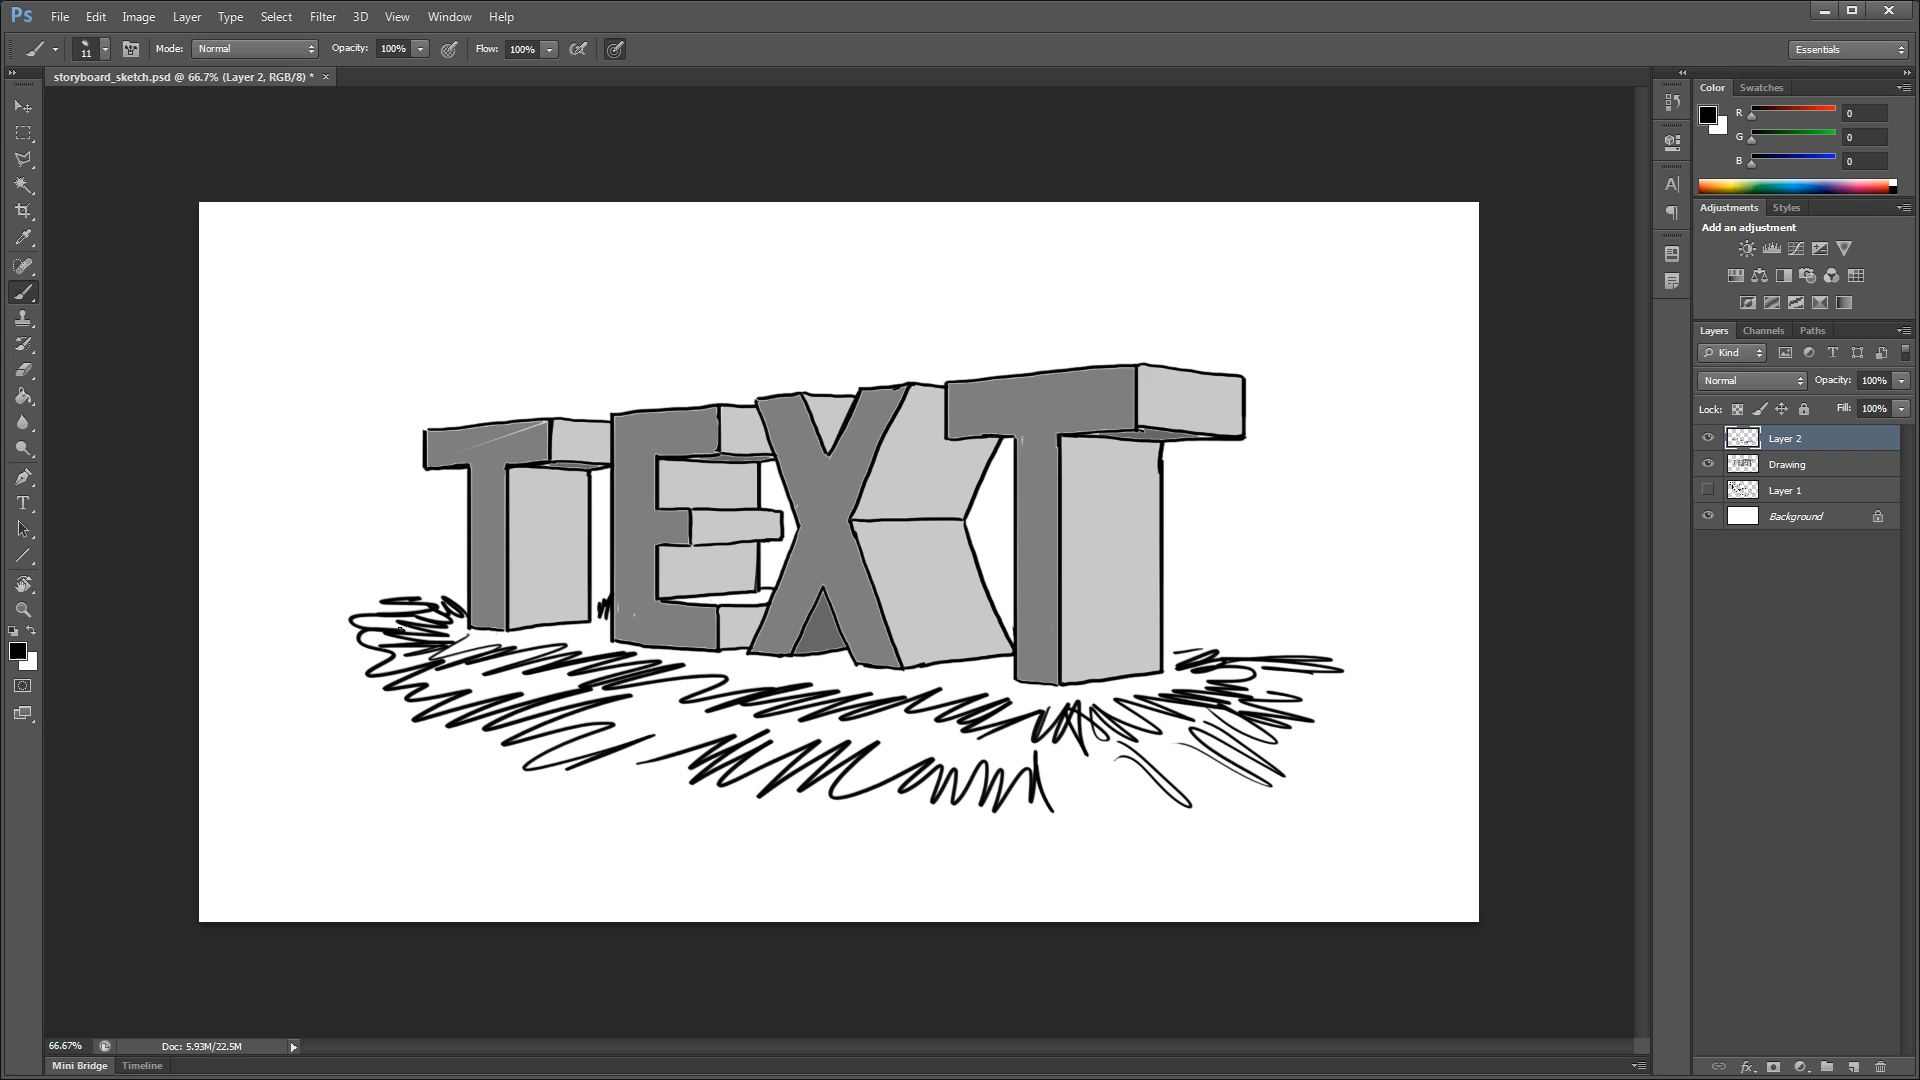 Ps File Edit Image Layer Type Select Filter 3D View Window Help
11 Mode: Normal Opacity: 100% Flow: 100% Essentials
storyboard_sketch.psd @ 66.7% (Layer 2, RGB/8) * ×
Color Swatches
R 0
G 0
B 0
Adjustments Styles
Add an adjustment
Layers Channels Paths
Kind
Normal Opacity: 100%
Lock: Fill: 100%
Layer 2
Drawing
Layer 1
Background
TEXT
66.67% Doc: 5.93M/22.5M
Mini Bridge Timeline